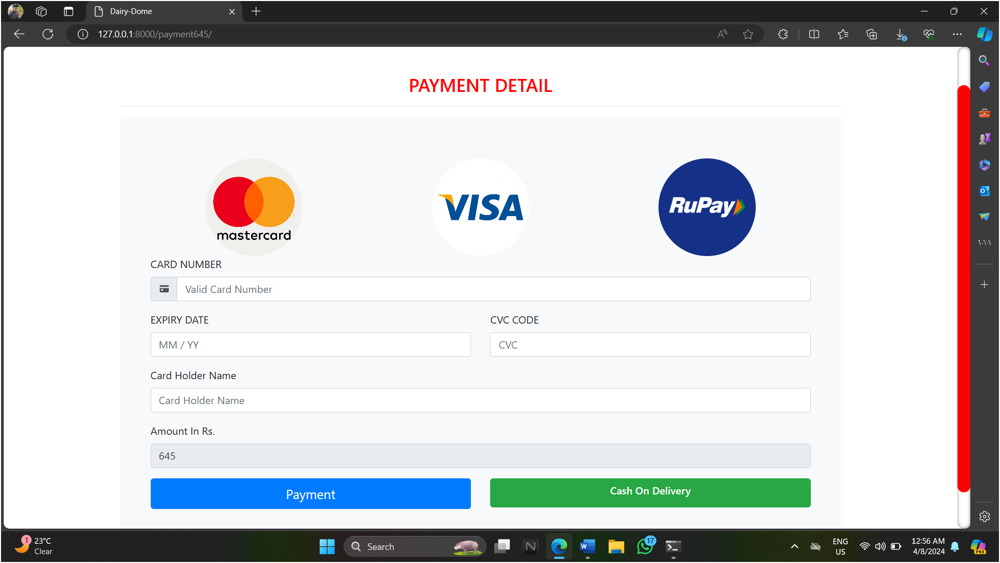 Dairy-Dome
127.0.0.1:8000/payment645/
PAYMENT DETAIL
mastercard
VISA
RuPay
CARD NUMBER
Valid Card Number
EXPIRY DATE
CVC CODE
MM / YY
CVC
Card Holder Name
Card Holder Name
Amount In Rs.
645
Payment
Cash On Delivery
1
23°C
Clear
Search
17
ENG
US
12:56 AM
4/8/2024
PRE